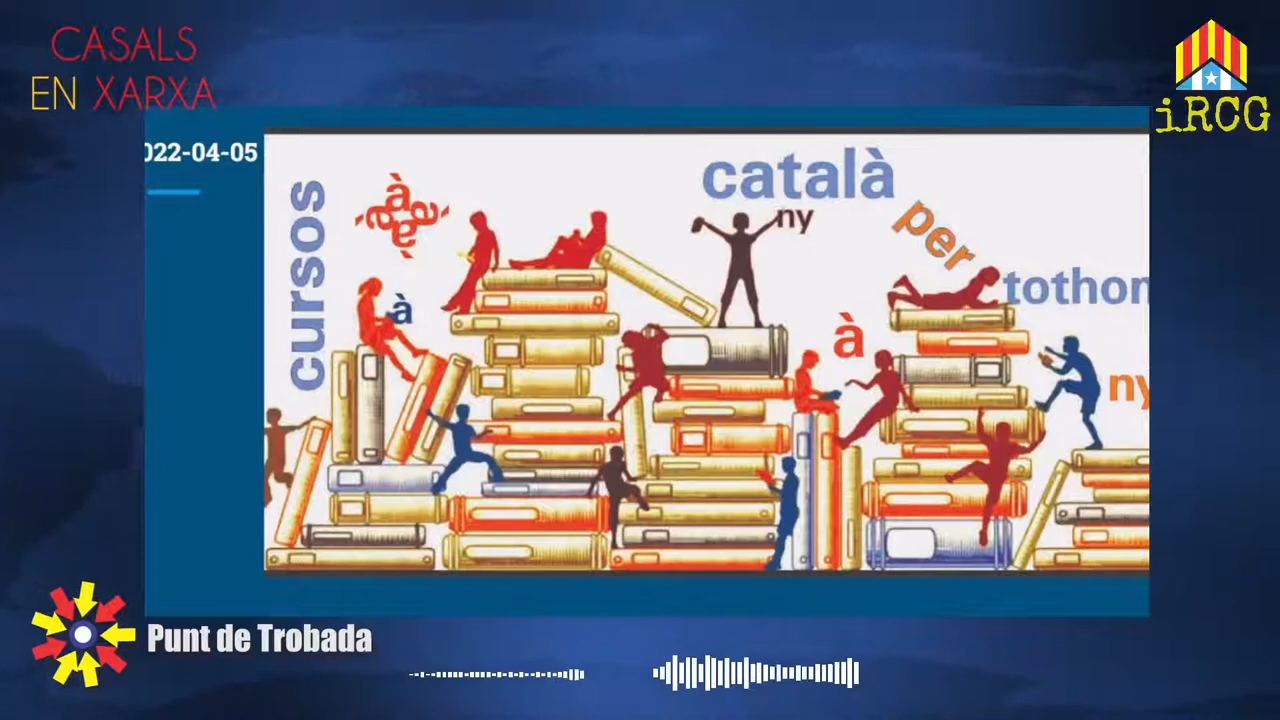 CASALS
EN XARXA
iRCG
022-04-05
cursos
català
ny
per
tothom
à
à
ny
Punt de Trobada